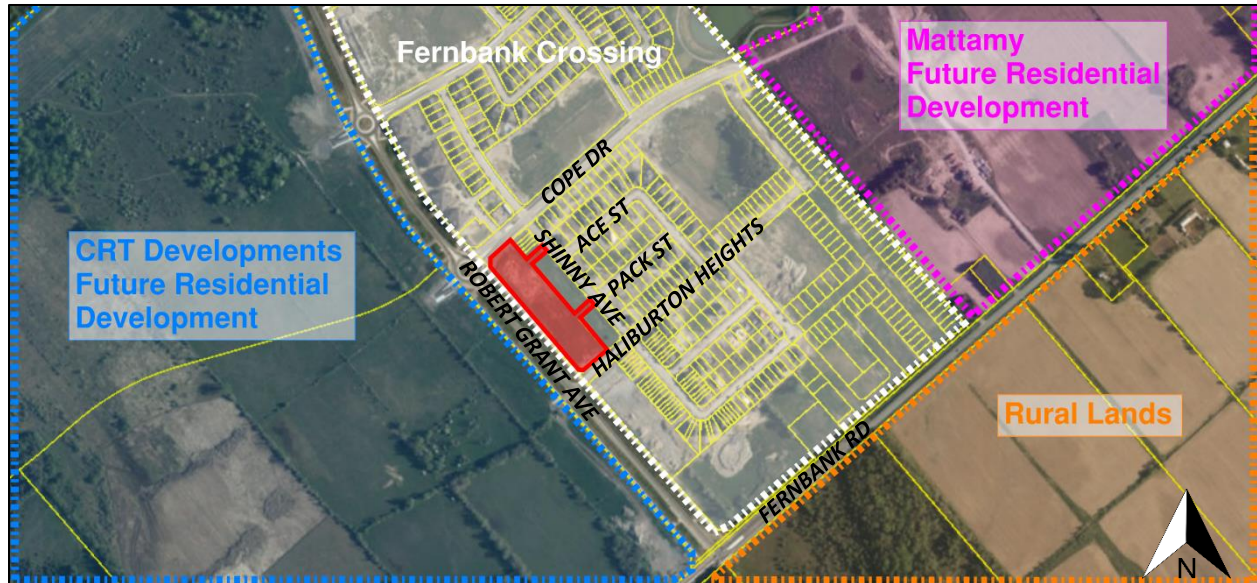 Fernbank Crossing
Mattamy
Future Residential
Development
COPE DR
ACE ST
SHINNY AVE
PACK ST
HALIBURTON HEIGHTS
CRT Developments
Future Residential
Development
ROBERT GRANT AVE
Rural Lands
FERNBANK RD
N